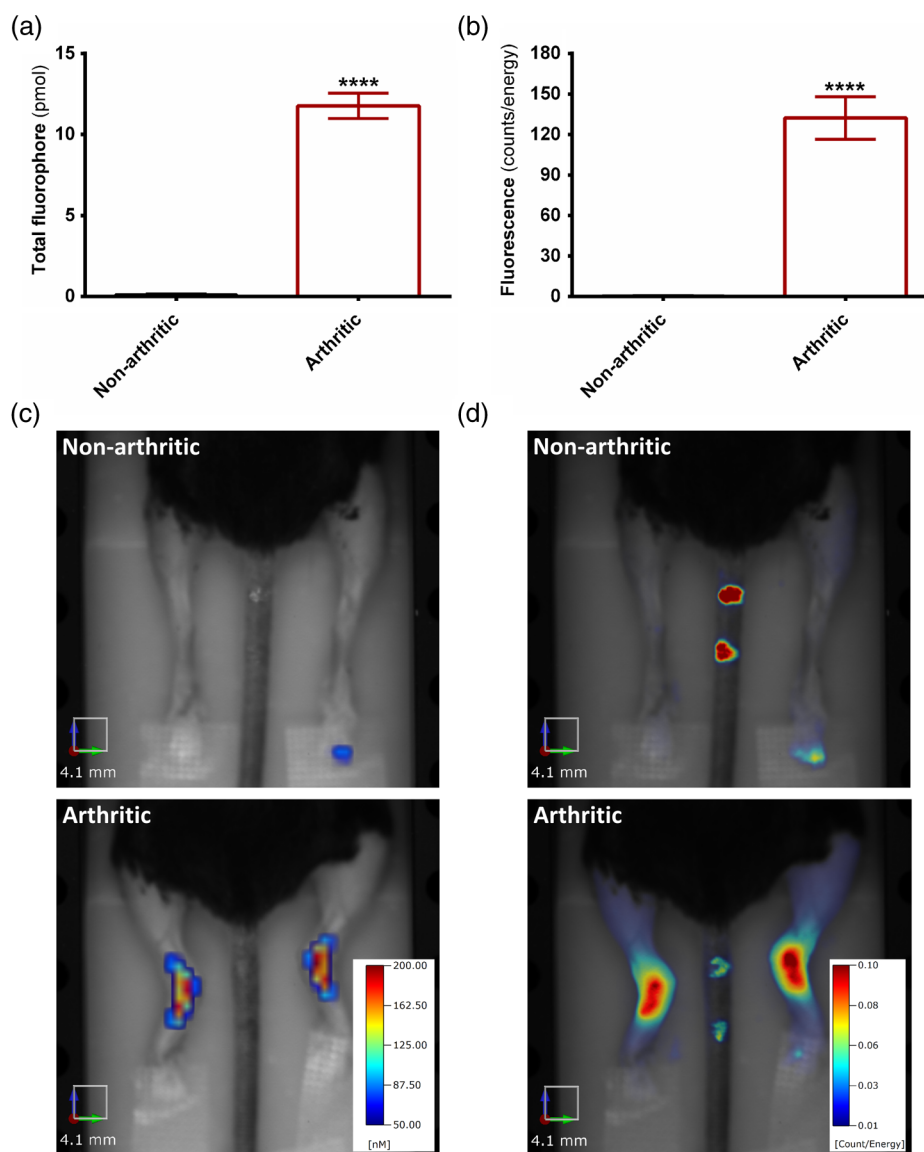 (a)
15
10
5
0
Total fluorophore (pmol)
****
Non-arthritic
Arthritic
(b)
180
150
120
90
60
30
0
Fluorescence (counts/energy)
****
Non-arthritic
Arthritic
(c)
Non-arthritic
4.1 mm
Arthritic
200.00
162.50
125.00
87.50
50.00
[nM]
4.1 mm
(d)
Non-arthritic
4.1 mm
Arthritic
0.10
0.08
0.06
0.03
0.01
[Count/Energy]
4.1 mm